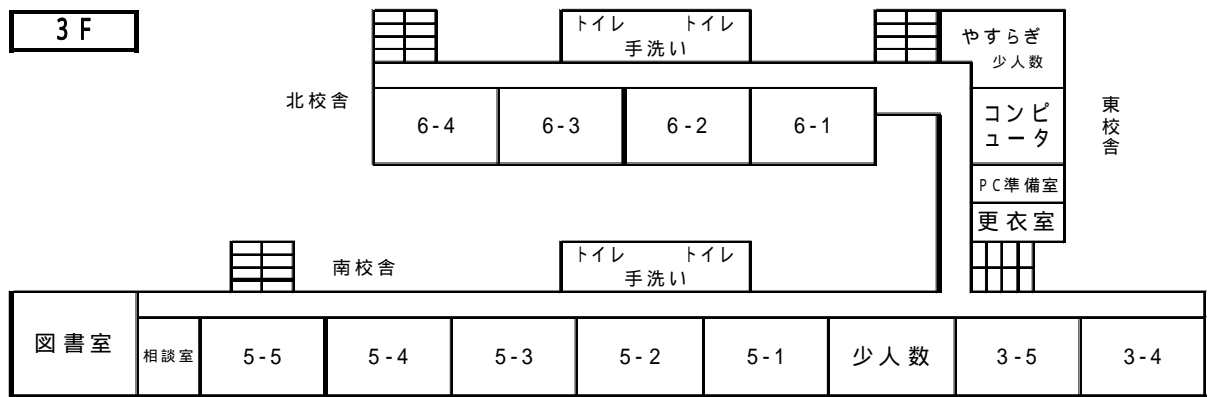 3F
トイレ トイレ
手洗い
やすらぎ
少人数
北校舎
6-4 6-3 6-2 6-1
コンピ
ュータ
東校舎
PC準備室
更衣室
南校舎
トイレ トイレ
手洗い
図書室 相談室 5-5 5-4 5-3 5-2 5-1 少人数 3-5 3-4